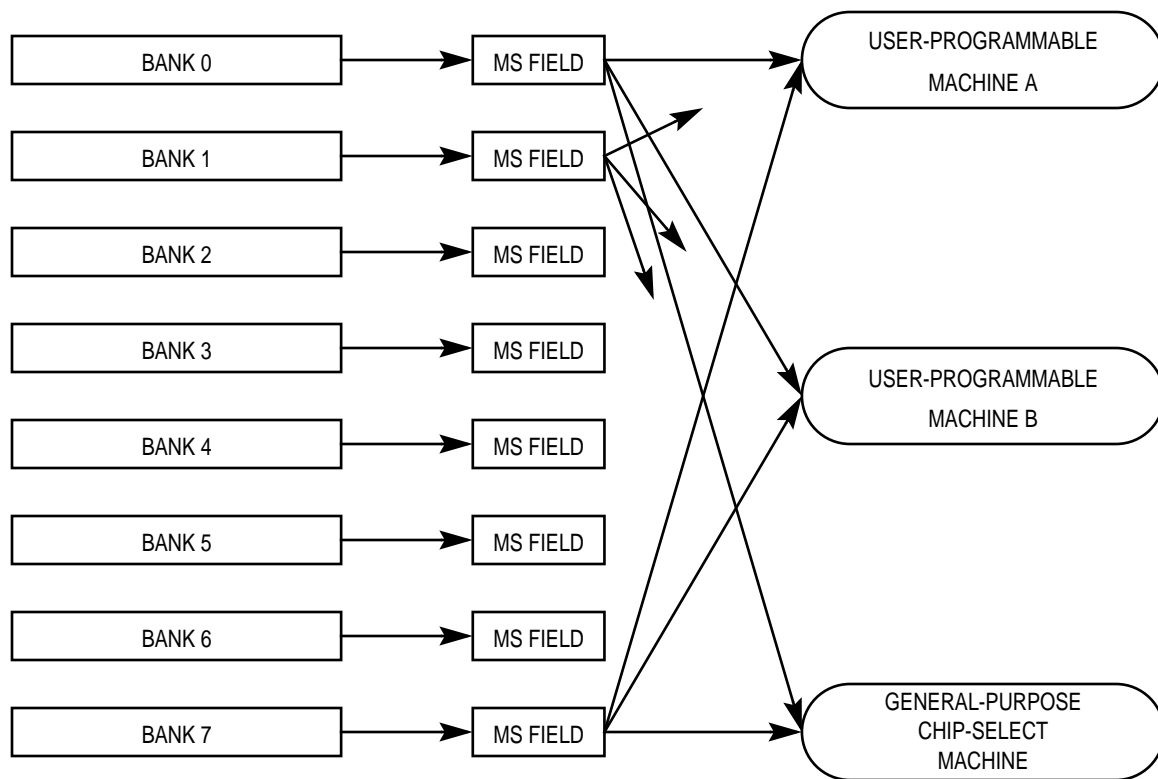 BANK 0
MS FIELD
USER-PROGRAMMABLE
MACHINE A
BANK 1
MS FIELD
BANK 2
MS FIELD
BANK 3
MS FIELD
USER-PROGRAMMABLE
MACHINE B
BANK 4
MS FIELD
BANK 5
MS FIELD
BANK 6
MS FIELD
BANK 7
MS FIELD
GENERAL-PURPOSE
CHIP-SELECT
MACHINE